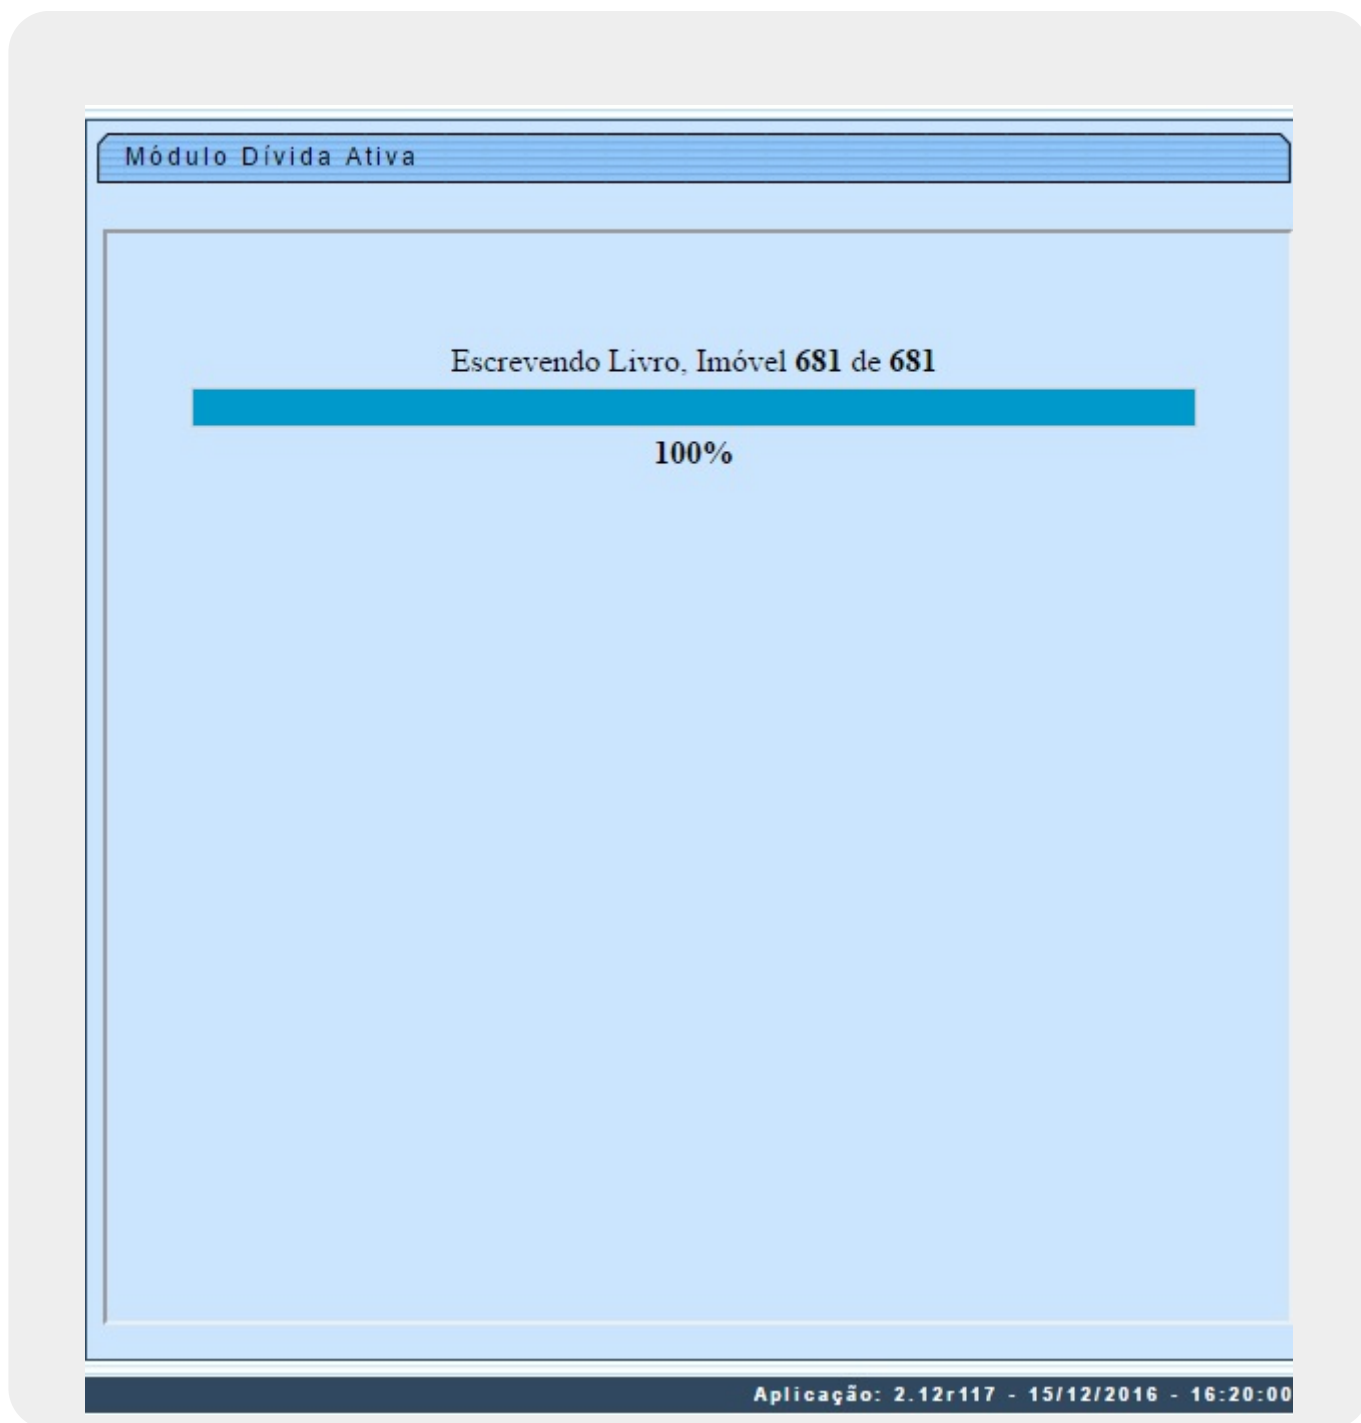 Módulo Dívida Ativa
Escrevendo Livro, Imóvel 681 de 681
100%
Aplicação: 2.12r117 - 15/12/2016 - 16:20:00